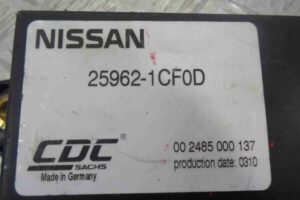 NISSAN
25962-1CF0D
CDC
SACHS
Made in Germany
00 2485 000 137
production date: 0310